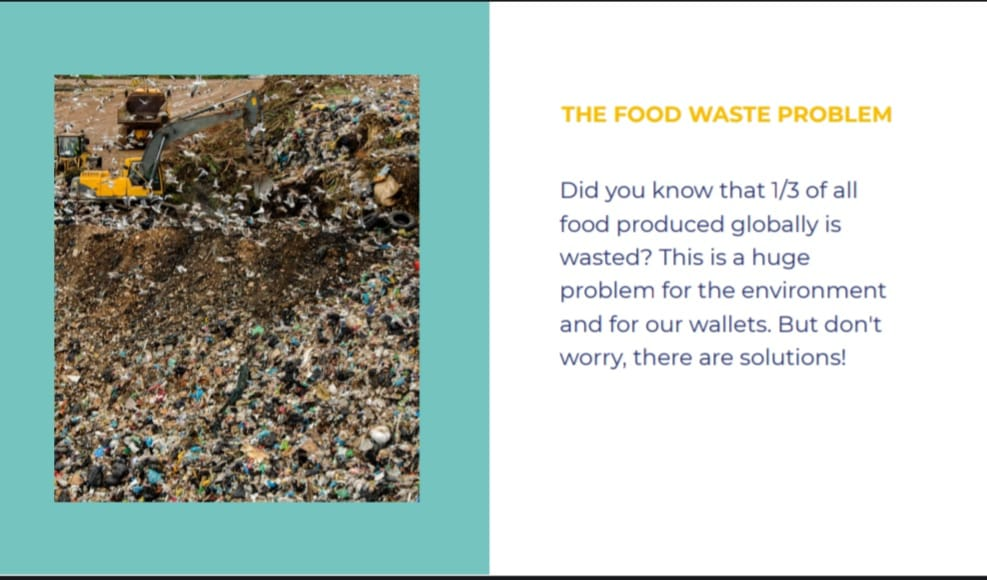 THE FOOD WASTE PROBLEM
Did you know that 1/3 of all
food produced globally is
wasted? This is a huge
problem for the environment
and for our wallets. But don't
worry, there are solutions!